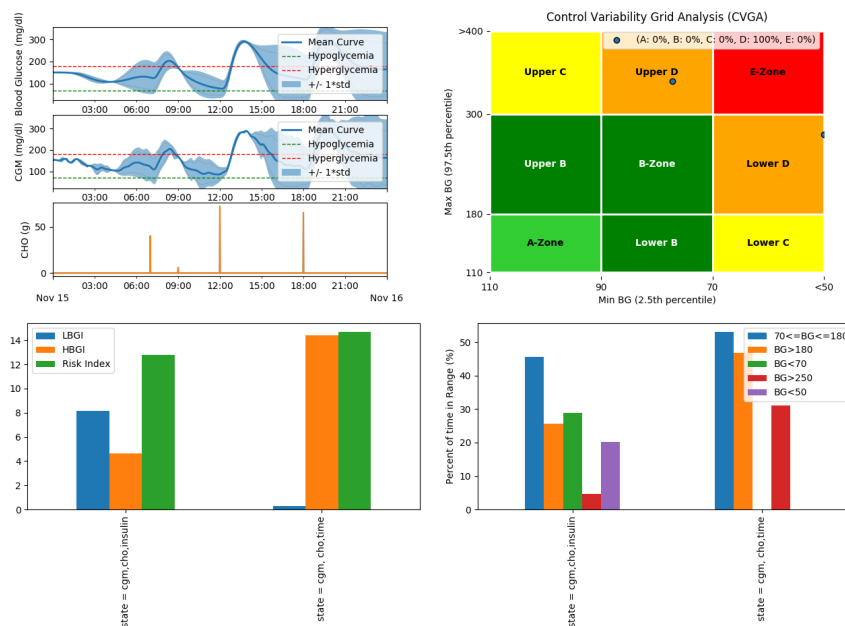 Blood Glucose (mg/dl)
300
200
100
Mean Curve
Hypoglycemia
Hyperglycemia
+/- 1*std
03:00
06:00
09:00
12:00
15:00
18:00
21:00
CGM (mg/dl)
300
200
100
Mean Curve
Hypoglycemia
Hyperglycemia
+/- 1*std
03:00
06:00
09:00
12:00
15:00
18:00
21:00
CHO (g)
50
0
03:00
06:00
09:00
12:00
15:00
18:00
21:00
Nov 15
Nov 16
Control Variability Grid Analysis (CVGA)
(A: 0%, B: 0%, C: 0%, D: 100%, E: 0%)
Max BG (97.5th percentile)
>400
300
180
110
Upper C
Upper D
E-Zone
Upper B
B-Zone
Lower D
A-Zone
Lower B
Lower C
110
90
70
<50
Min BG (2.5th percentile)
14
12
10
8
6
4
2
0
LBGI
HBGI
Risk Index
state = cgm,cho,insulin
state = cgm, cho,time
Percent of time in Range (%)
50
40
30
20
10
0
70<=BG<=180
BG>180
BG<70
BG>250
BG<50
state = cgm,cho,insulin
state = cgm, cho,time